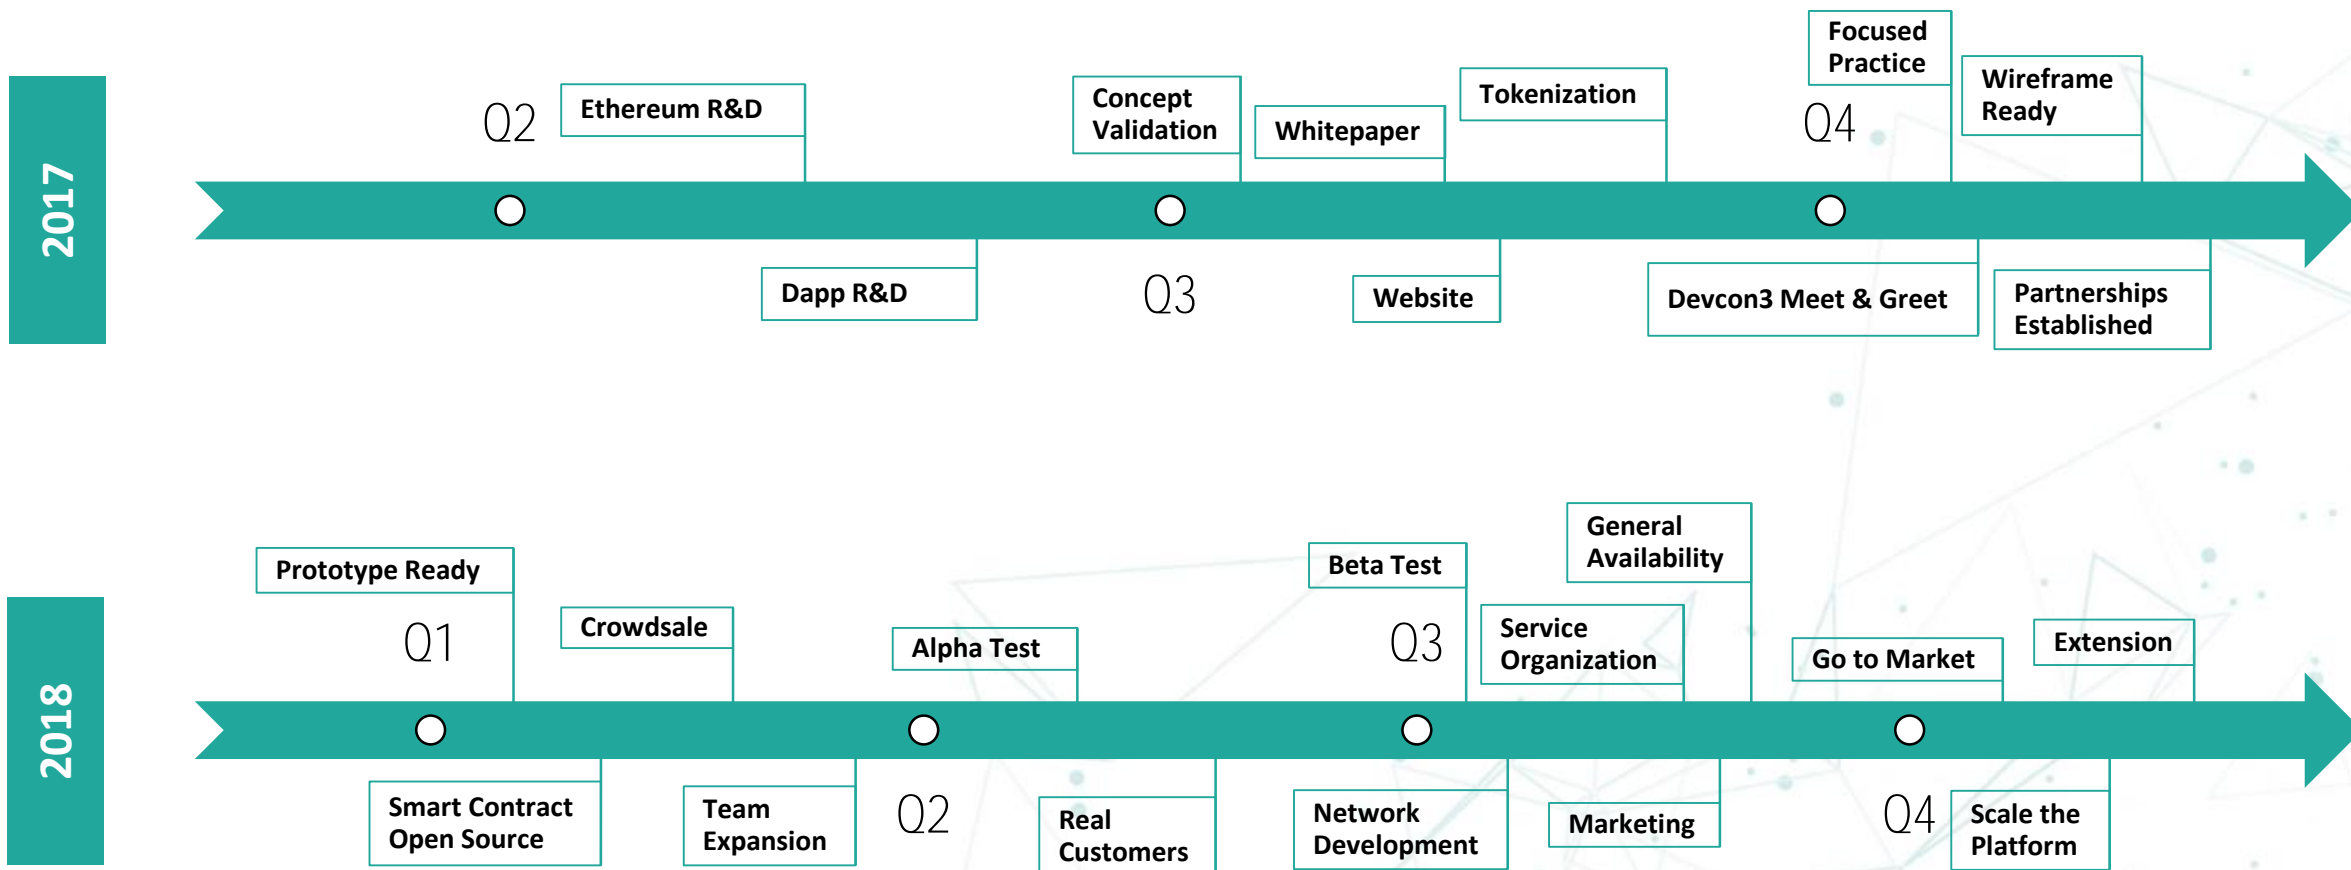 2017
Q2
Ethereum R&D
Dapp R&D
Concept
Validation
Q3
Whitepaper
Website
Tokenization
Focused
Practice
Q4
Devcon3 Meet & Greet
Wireframe
Ready
Partnerships
Established
2018
Prototype Ready
Q1
Smart Contract
Open Source
Crowdsale
Team
Expansion
Q2
Alpha Test
Real
Customers
Beta Test
Q3
Network
Development
Service
Organization
Marketing
General
Availability
Go to Market
Q4
Scale the
Platform
Extension